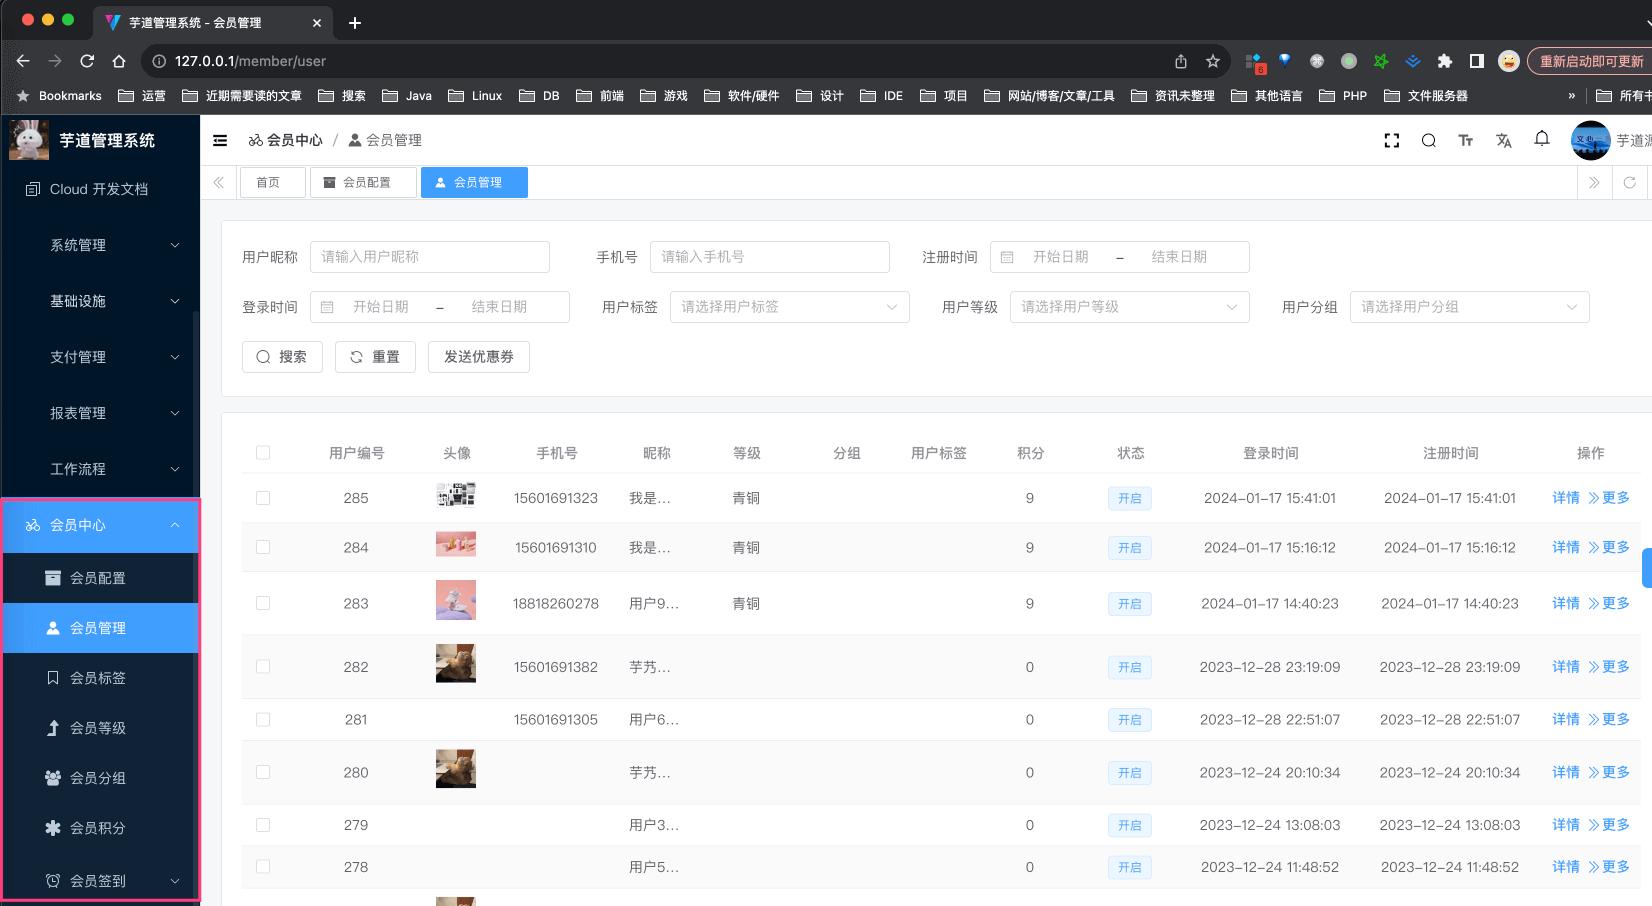 芋道管理系统 - 会员管理
127.0.0.1/member/user
重新启动即可更新
Bookmarks 运营 近期需要读的文章 搜索 Java Linux DB 前端 游戏 软件/硬件 设计 IDE 项目 网站/博客/文章/工具 资讯未整理 其他语言 PHP 文件服务器 » 所有书
芋道管理系统
Cloud 开发文档
系统管理
基础设施
支付管理
报表管理
工作流程
会员中心
会员配置
会员管理
会员标签
会员等级
会员分组
会员积分
会员签到
会员中心 / 会员管理
芋道源
首页 会员配置 会员管理
用户昵称 请输入用户昵称 手机号 请输入手机号 注册时间 开始日期 - 结束日期
登录时间 开始日期 - 结束日期 用户标签 请选择用户标签 用户等级 请选择用户等级 用户分组 请选择用户分组
搜索 重置 发送优惠券
用户编号 头像 手机号 昵称 等级 分组 用户标签 积分 状态 登录时间 注册时间 操作
285 15601691323 我是... 青铜 9 开启 2024-01-17 15:41:01 2024-01-17 15:41:01 详情 更多
284 15601691310 我是... 青铜 9 开启 2024-01-17 15:16:12 2024-01-17 15:16:12 详情 更多
283 18818260278 用户9... 青铜 9 开启 2024-01-17 14:40:23 2024-01-17 14:40:23 详情 更多
282 15601691382 芋艿... 0 开启 2023-12-28 23:19:09 2023-12-28 23:19:09 详情 更多
281 15601691305 用户6... 0 开启 2023-12-28 22:51:07 2023-12-28 22:51:07 详情 更多
280 芋艿... 0 开启 2023-12-24 20:10:34 2023-12-24 20:10:34 详情 更多
279 用户3... 0 开启 2023-12-24 13:08:03 2023-12-24 13:08:03 详情 更多
278 用户5... 0 开启 2023-12-24 11:48:52 2023-12-24 11:48:52 详情 更多